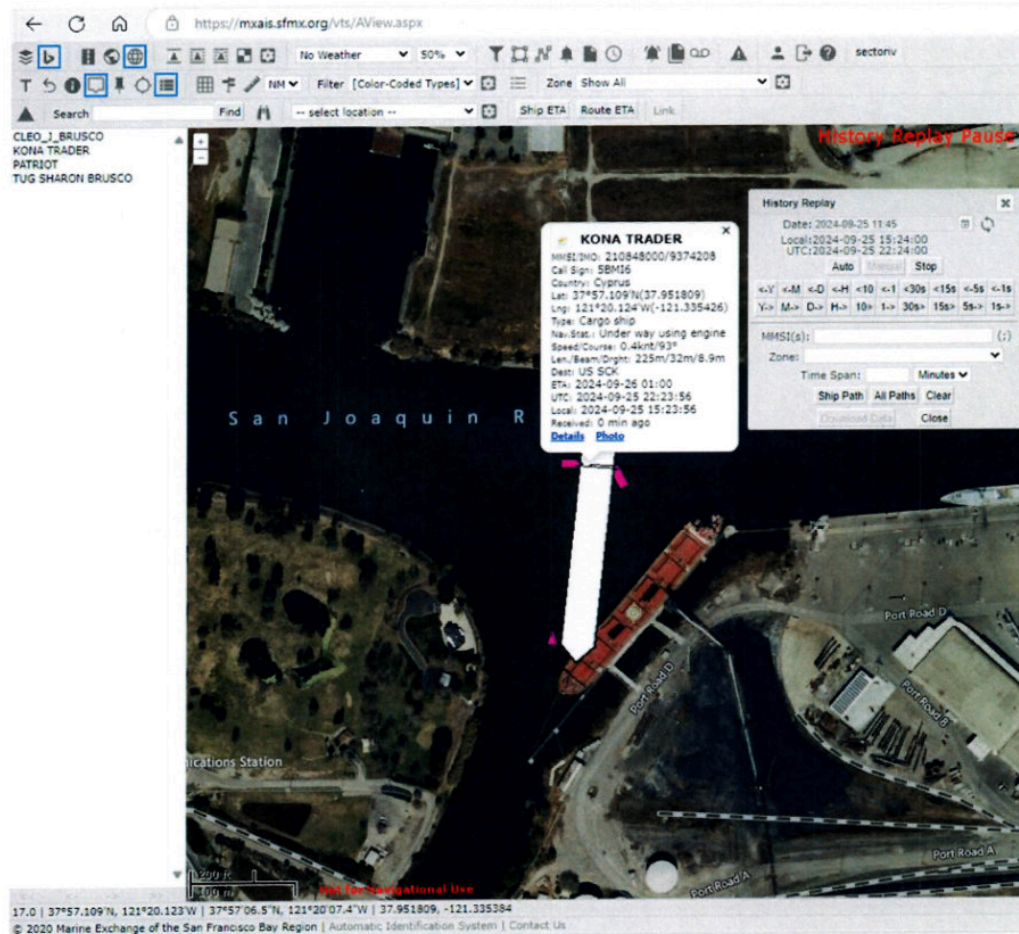 https://mxais.sfmx.org/vts/AView.aspx
No Weather 50% sectoriv
T NM Filter [Color-Coded Types] Zone Show All
Search Find -- select location -- Ship ETA Route ETA Link
CLEO_J_BRUSCO
KONA TRADER
PATRIOT
TUG SHARON BRUSCO
+
-
History Replay Pause
San Joaquin R
KONA TRADER
MMSI/IMO: 210848000/9374208
Call Sign: 5BMI6
Country: Cyprus
Lat: 37°57.109'N(37.951809)
Lng: 121°20.124'W(-121.335426)
Type: Cargo ship
Nav.Stat.: Under way using engine
Speed/Course: 0.4knt/93°
Len./Beam/Drght: 225m/32m/8.9m
Dest: US SCK
ETA: 2024-09-26 01:00
UTC: 2024-09-25 22:23:56
Local: 2024-09-25 15:23:56
Received: 0 min ago
Details Photo
History Replay
Date: 2024-09-25 11:45
Local:2024-09-25 15:24:00
UTC:2024-09-25 22:24:00
Auto Manual Stop
<-Y <-M <-D <-H <10 <-1 <30s <15s <-5s <-1s
Y-> M-> D-> H-> 10> 1-> 30s> 15s> 5s-> 1s->
MMSI(s): (;)
Zone:
Time Span: Minutes
Ship Path All Paths Clear
Download Data Close
Port Road D
Port Road D
Port Road B
nications Station
Port Road A
Port Road A
200 ft
100 m
Not for Navigational Use
17.0 | 37°57.109'N, 121°20.123'W | 37°57'06.5"N, 121°20'07.4"W | 37.951809, -121.335384
© 2020 Marine Exchange of the San Francisco Bay Region | Automatic Identification System | Contact Us